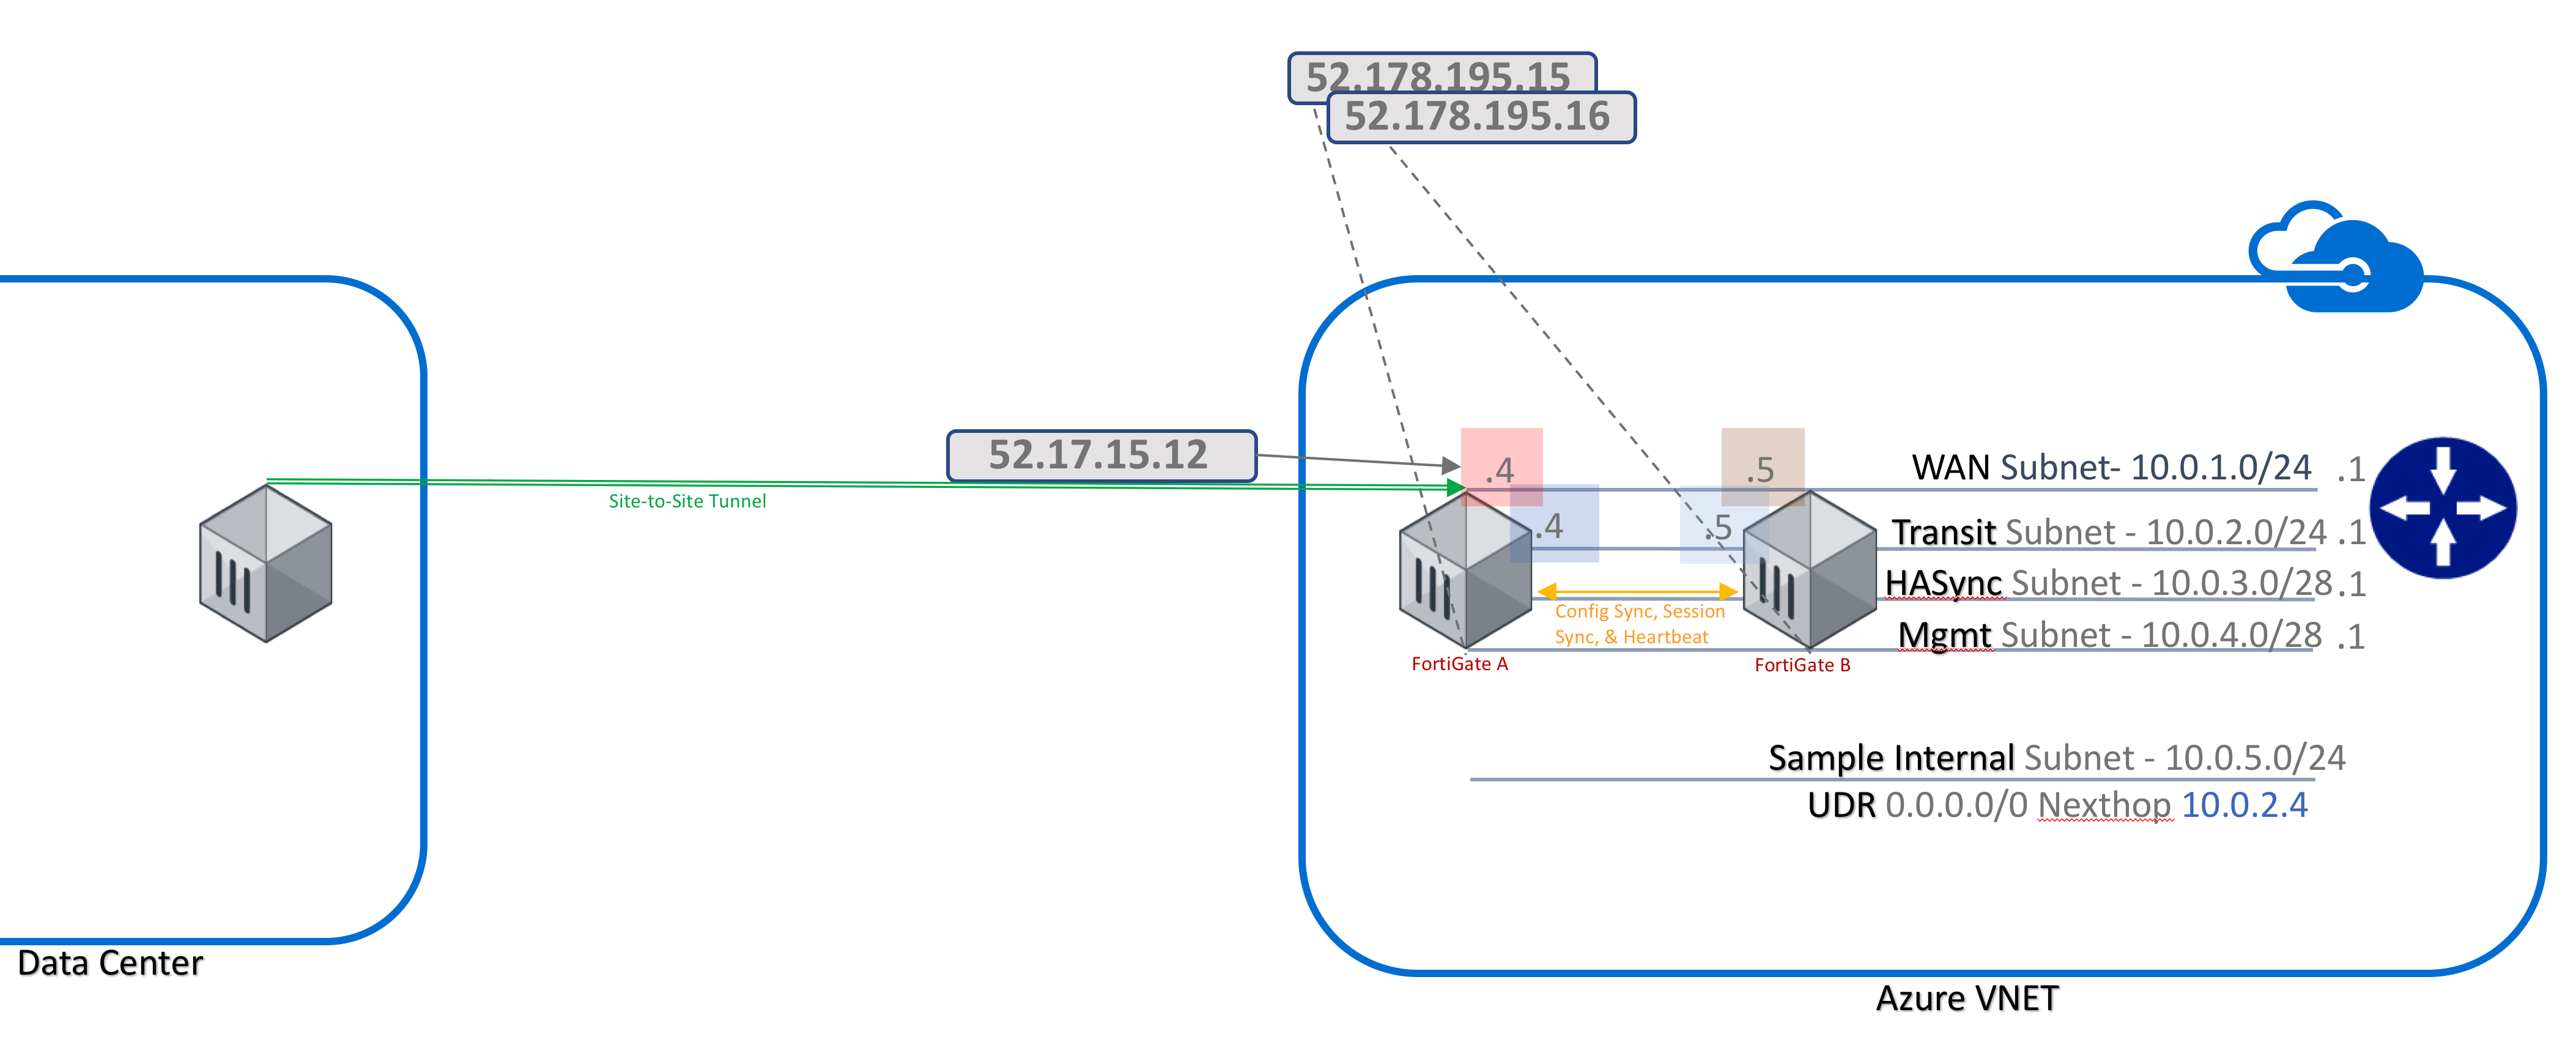 52.178.195.15
52.178.195.16
52.17.15.12
Site-to-Site Tunnel
.4
.5
WAN Subnet- 10.0.1.0/24 .1
.4
.5
Transit Subnet - 10.0.2.0/24 .1
HASync Subnet - 10.0.3.0/28 .1
Config Sync, Session
Sync, & Heartbeat
Mgmt Subnet - 10.0.4.0/28 .1
FortiGate A
FortiGate B
Sample Internal Subnet - 10.0.5.0/24
UDR 0.0.0.0/0 Nexthop 10.0.2.4
Data Center
Azure VNET